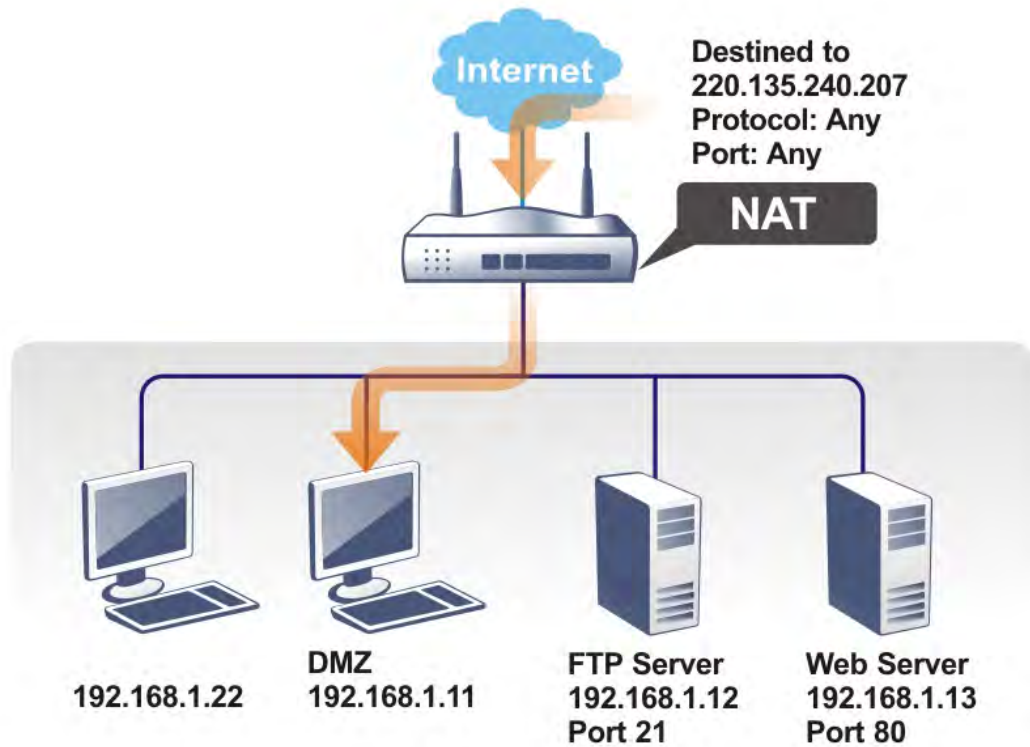 Internet
Destined to
220.135.240.207
Protocol: Any
Port: Any
NAT
192.168.1.22
DMZ
192.168.1.11
FTP Server
192.168.1.12
Port 21
Web Server
192.168.1.13
Port 80